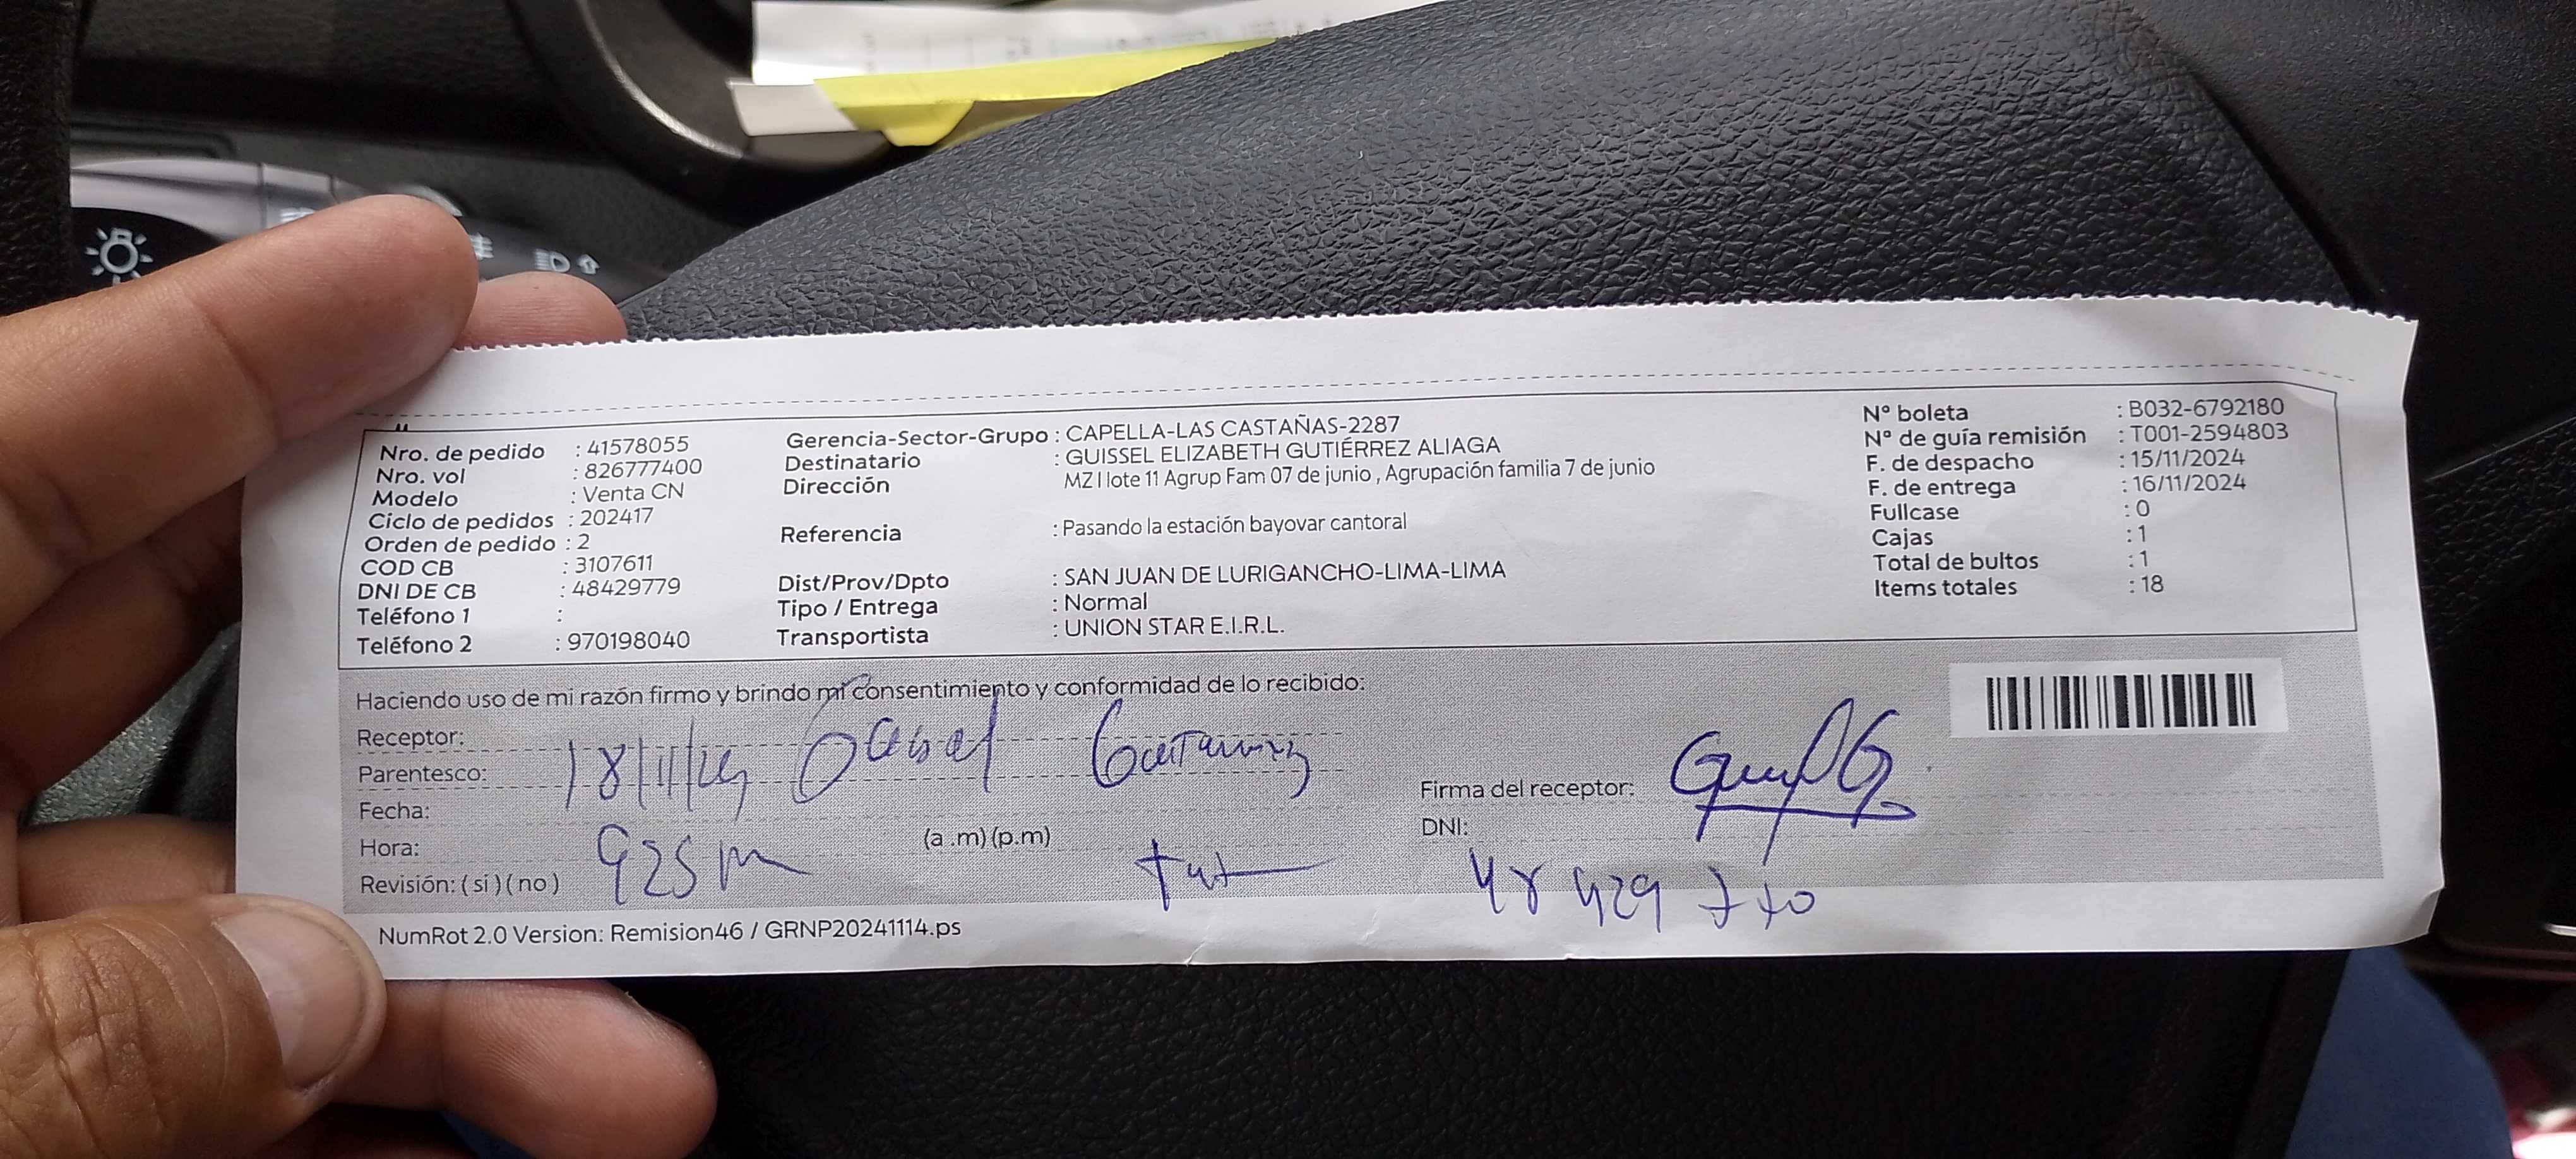 Nro. de pedido : 41578055
Nro. vol : 826777400
Modelo : Venta CN
Ciclo de pedidos : 202417
Orden de pedido : 2
COD CB : 3107611
DNI DE CB : 48429779
Teléfono 1 :
Teléfono 2 : 970198040
Gerencia-Sector-Grupo : CAPELLA-LAS CASTAÑAS-2287
Destinatario : GUISSEL ELIZABETH GUTIÉRREZ ALIAGA
Dirección MZ I lote 11 Agrup Fam 07 de junio , Agrupación familia 7 de junio
Referencia : Pasando la estación bayovar cantoral
Dist/Prov/Dpto : SAN JUAN DE LURIGANCHO-LIMA-LIMA
Tipo / Entrega : Normal
Transportista : UNION STAR E.I.R.L.
Nº boleta : B032-6792180
Nº de guía remisión : T001-2594803
F. de despacho : 15/11/2024
F. de entrega : 16/11/2024
Fullcase : 0
Cajas : 1
Total de bultos : 1
Items totales : 18
Haciendo uso de mi razón firmo y brindo mi consentimiento y conformidad de lo recibido:
Receptor:
Parentesco:
18/11/24
Fecha:
Hora: 925 m (a .m) (p.m)
Revisión: ( si ) ( no )
Firma del receptor:
DNI:
NumRot 2.0 Version: Remision46 / GRNP20241114.ps